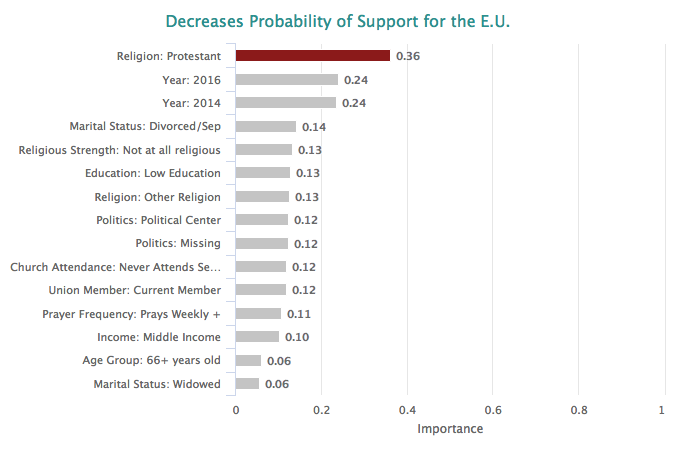 Decreases Probability of Support for the E.U.
Religion: Protestant 0.36
Year: 2016 0.24
Year: 2014 0.24
Marital Status: Divorced/Sep 0.14
Religious Strength: Not at all religious 0.13
Education: Low Education 0.13
Religion: Other Religion 0.13
Politics: Political Center 0.12
Politics: Missing 0.12
Church Attendance: Never Attends Se... 0.12
Union Member: Current Member 0.12
Prayer Frequency: Prays Weekly + 0.11
Income: Middle Income 0.10
Age Group: 66+ years old 0.06
Marital Status: Widowed 0.06
0 0.2 0.4 0.6 0.8 1
Importance